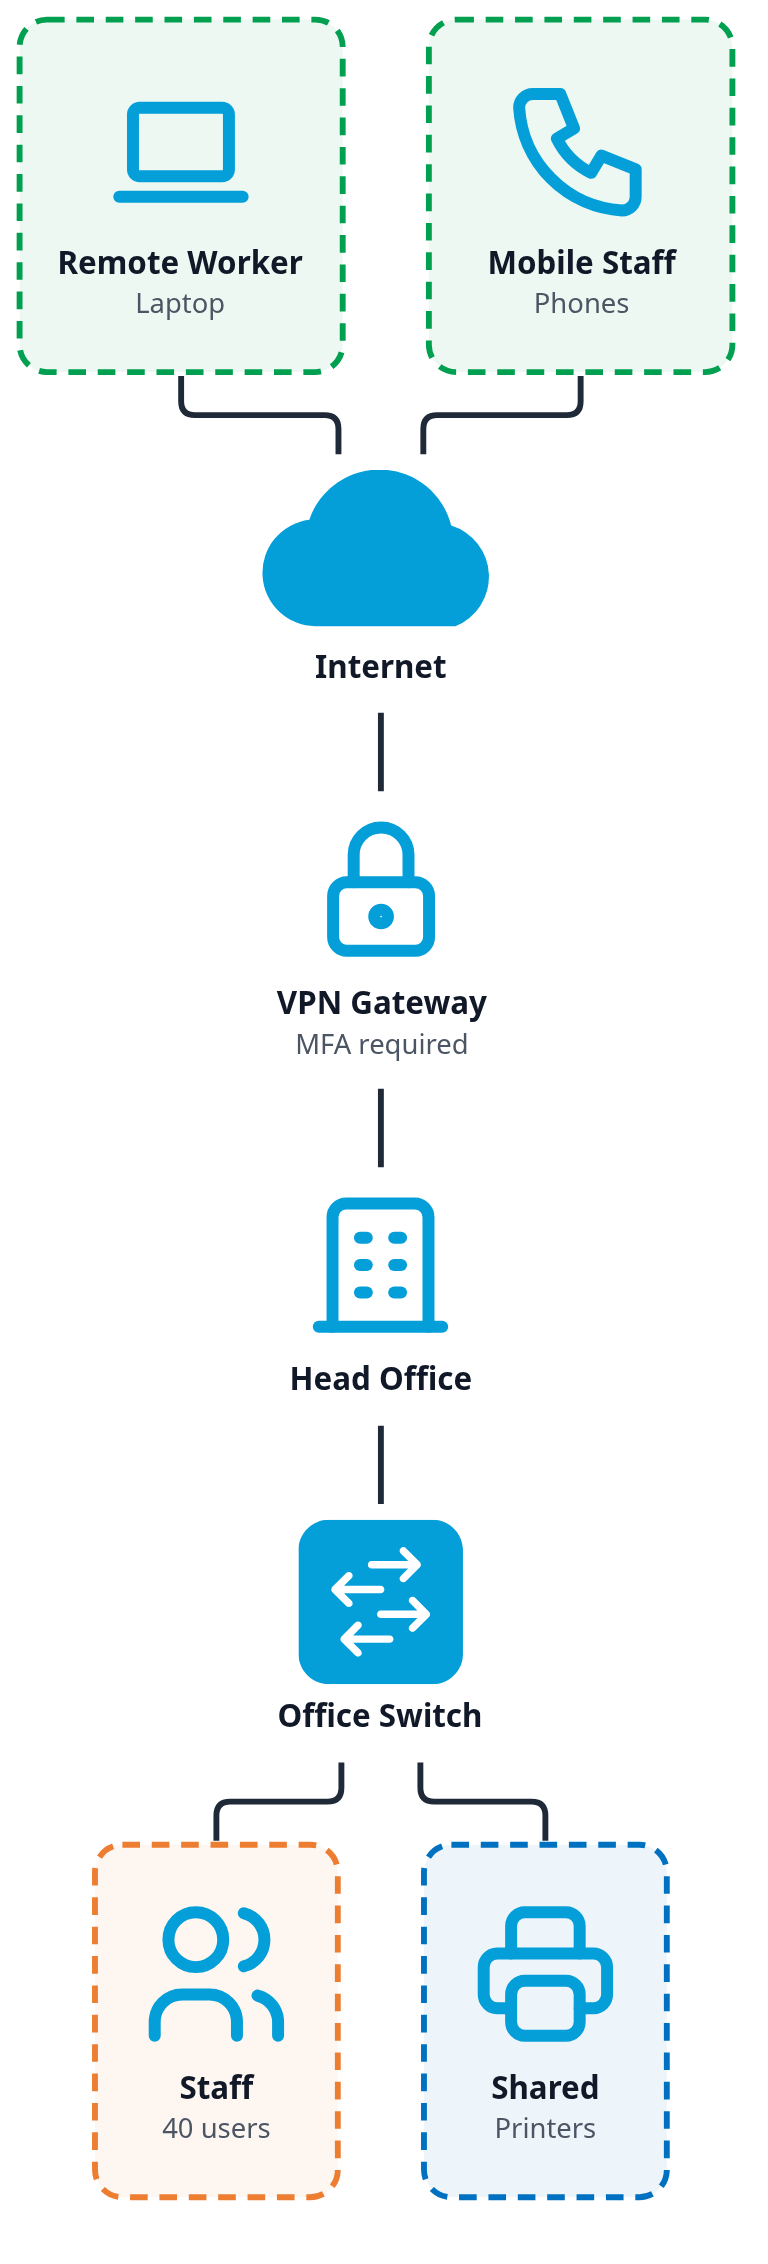 Remote Worker
Laptop
Mobile Staff
Phones
Internet
VPN Gateway
MFA required
Head Office
Office Switch
Staff
40 users
Shared
Printers